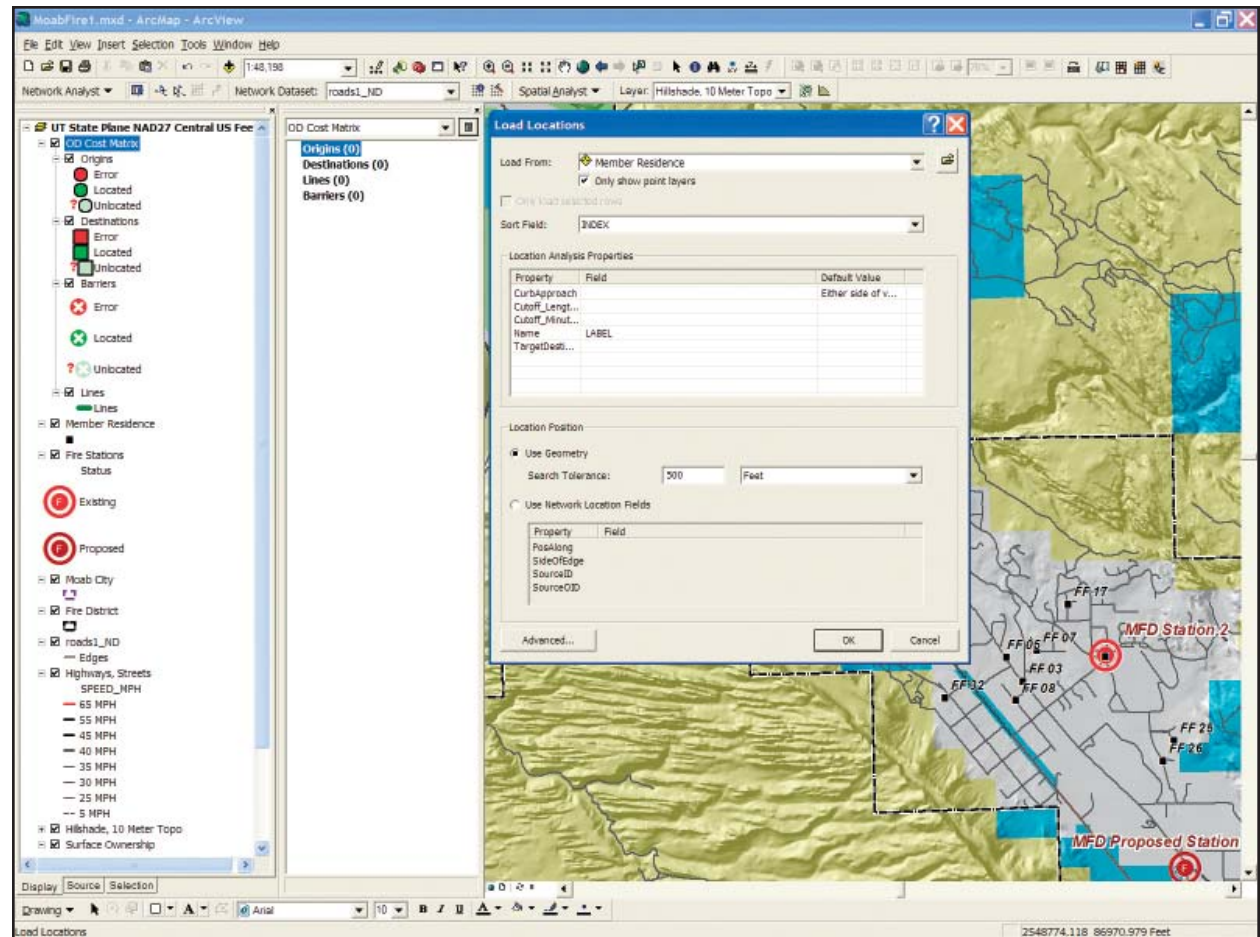 MoabFire1.mxd - ArcMap - ArcView
File Edit View Insert Selection Tools Window Help
1:48,198
Network Analyst
Network Dataset: roads1_ND
Spatial Analyst
Layer: Hillshade, 10 Meter Topo
UT State Plane NAD27 Central US Fee
OD Cost Matrix
Origins
Error
Located
? Unlocated
Destinations
Error
Located
? Unlocated
Barriers
Error
Located
? Unlocated
Lines
Lines
Member Residence
Fire Stations
Status
F Existing
F Proposed
Moab City
Fire District
roads1_ND
Edges
Highways, Streets
SPEED_MPH
65 MPH
55 MPH
45 MPH
40 MPH
35 MPH
30 MPH
25 MPH
5 MPH
Hillshade, 10 Meter Topo
Surface Ownership
Display Source Selection
OD Cost Matrix
Origins (0)
Destinations (0)
Lines (0)
Barriers (0)
Load Locations
Load From: Member Residence
Only show point layers
Only load selected rows
Sort Field: INDEX
Location Analysis Properties
Property Field Default Value
CurbApproach Either side of v...
Cutoff_Lengt...
Cutoff_Minut...
Name LABEL
TargetDesti...
Location Position
Use Geometry
Search Tolerance: 500 Feet
Use Network Location Fields
Property Field
PosAlong
SideOfEdge
SourceID
SourceOID
Advanced... OK Cancel
FF 17
MFD Station 2
FF 05 FF 07
FF 03
FF 32 FF 08
FF 25
FF 26
MFD Proposed Station
F
Drawing
A
Arial
10
B I U A
Load Locations
2548774.118 86970.979 Feet